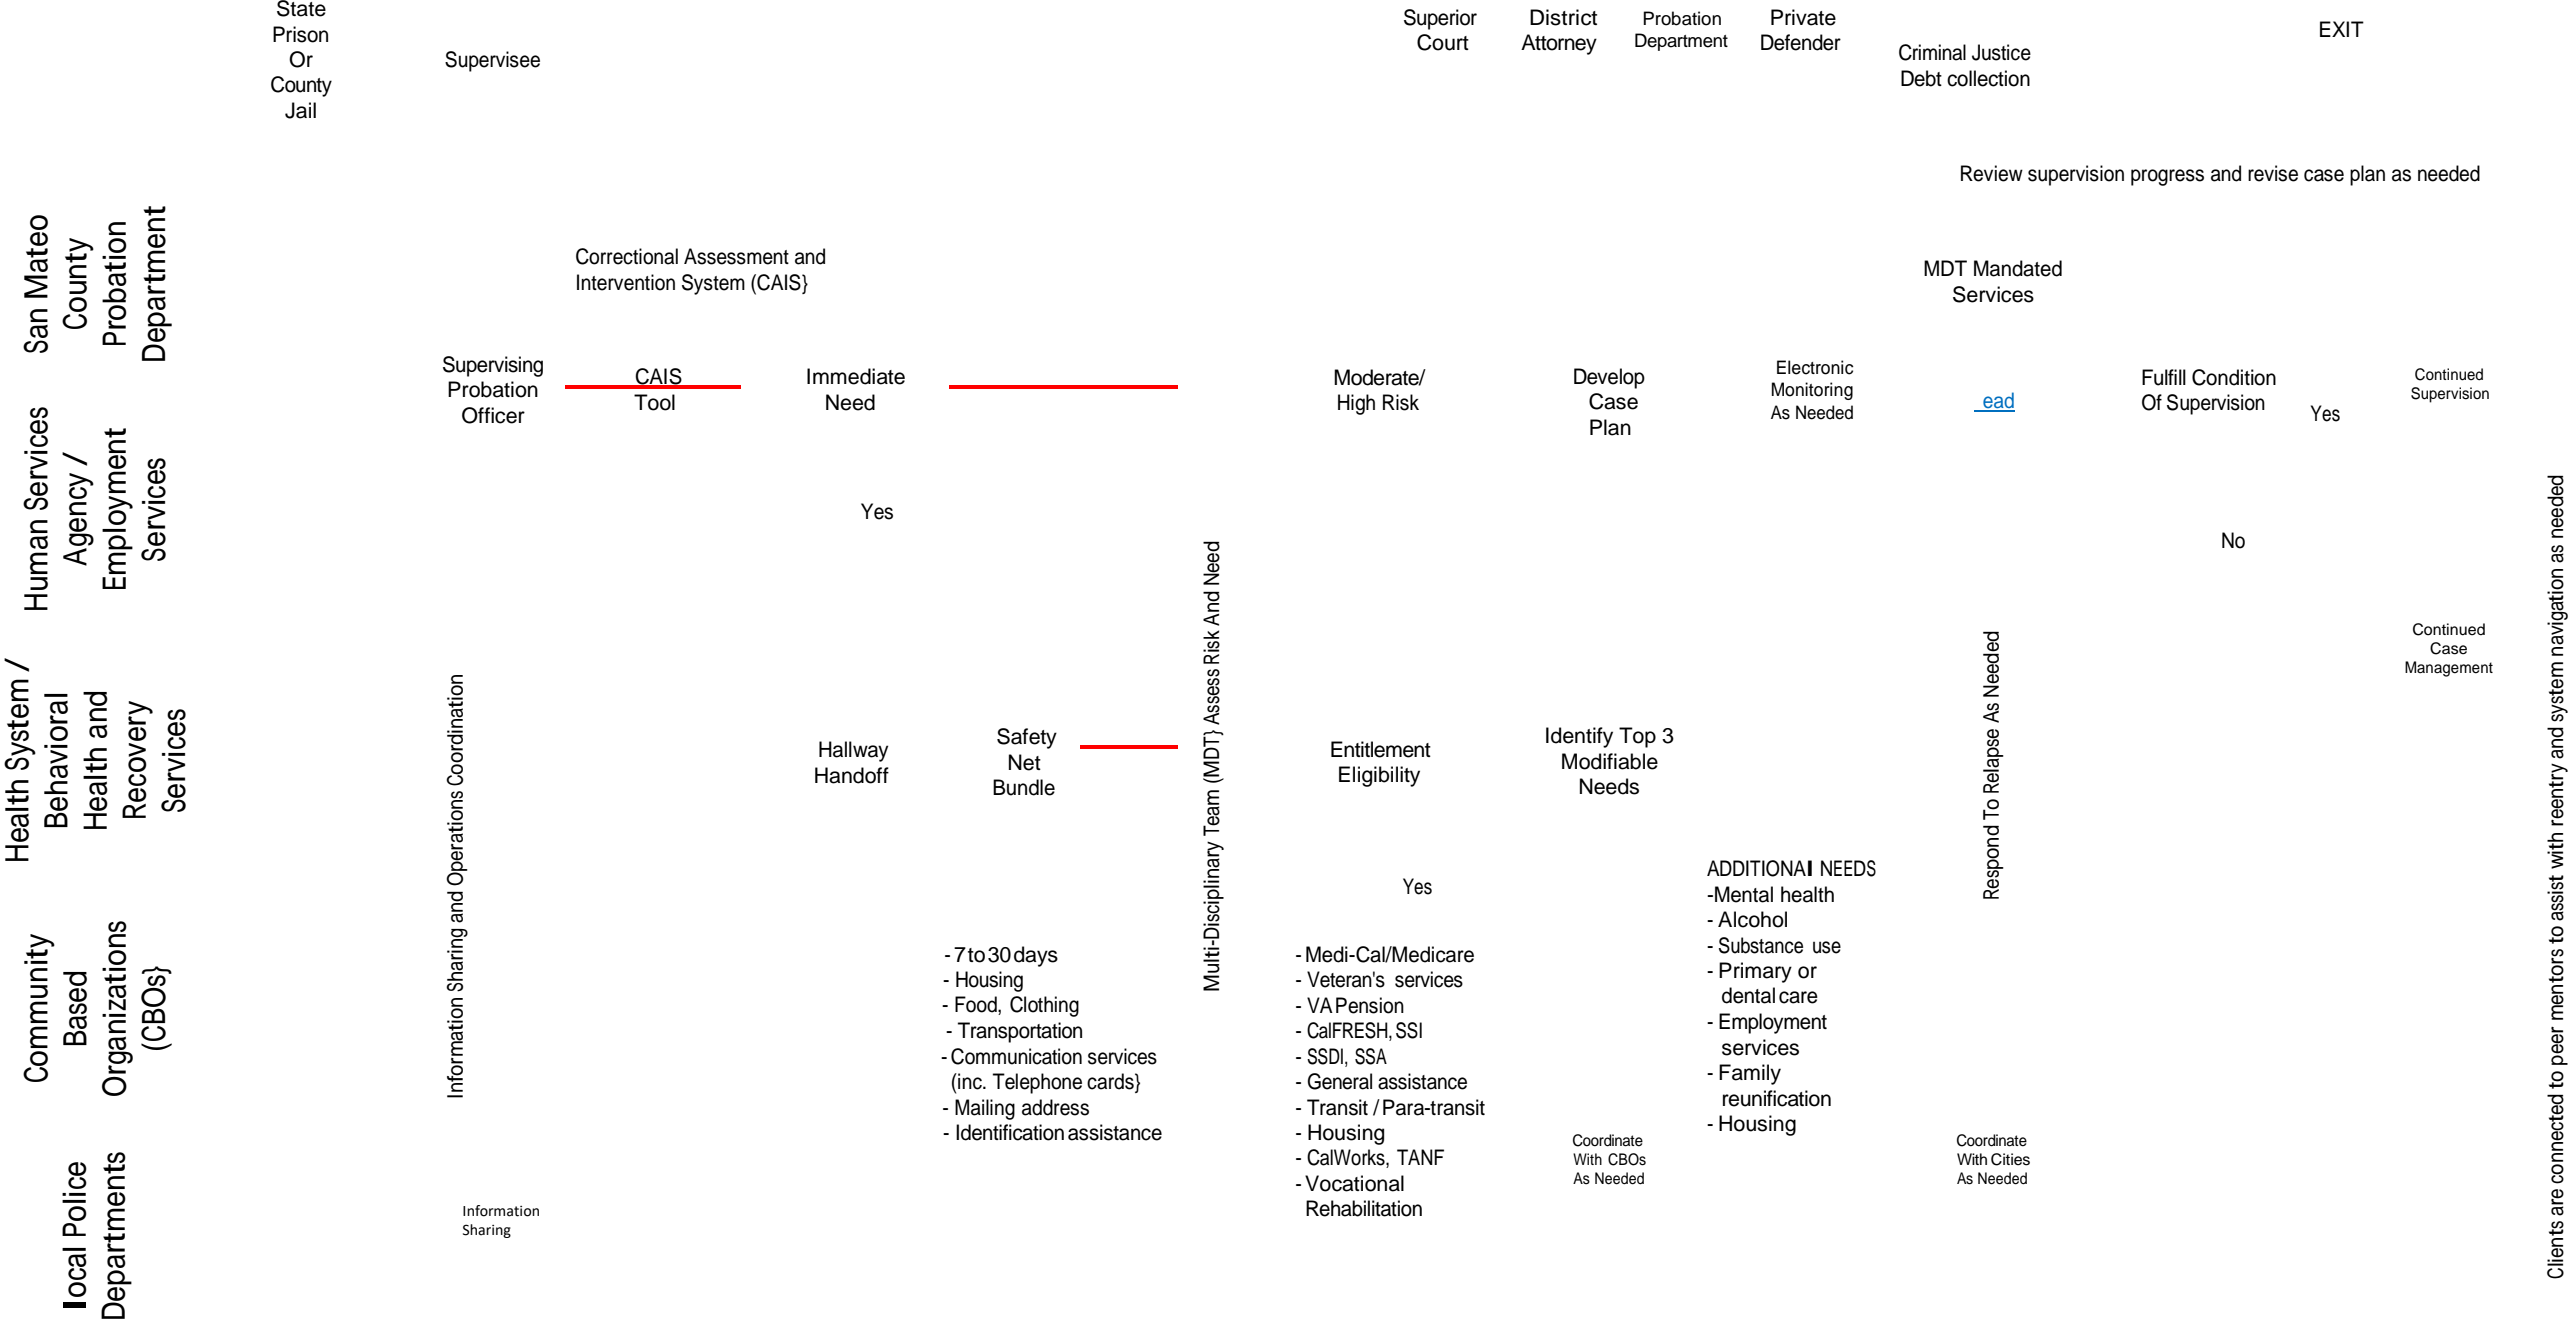 State
Prison
Or
County
Jail
Supervisee
Superior
Court
District
Attorney
Probation
Department
Private
Defender
Criminal Justice
Debt collection
EXIT
Review supervision progress and revise case plan as needed
San Mateo
County
Probation
Department
Correctional Assessment and
Intervention System (CAIS}
MDT Mandated
Services
Supervising
Probation
Officer
CAIS
Tool
Immediate
Need
Moderate/
High Risk
Develop
Case
Plan
Electronic
Monitoring
As Needed
ead
Fulfill Condition
Of Supervision
Yes
Continued
Supervision
Human Services
Agency /
Employment
Services
Yes
No
Continued
Case
Management
Health System /
Behavioral
Health and
Recovery
Services
Information Sharing and Operations Coordination
Hallway
Handoff
Safety
Net
Bundle
Multi-Disciplinary Team (MDT} Assess Risk And Need
Entitlement
Eligibility
Identify Top 3
Modifiable
Needs
Respond To Relapse As Needed
Clients are connected to peer mentors to assist with reentry and system navigation as needed
Yes
ADDITIONAI NEEDS
-Mental health
- Alcohol
- Substance use
- Primary or
dental care
- Employment
services
- Family
reunification
- Housing
Community
Based
Organizations
(CBOs}
- 7 to 30 days
- Housing
- Food, Clothing
- Transportation
- Communication services
(inc. Telephone cards}
- Mailing address
- Identification assistance
- Medi-Cal/Medicare
- Veteran's services
- VA Pension
- CalFRESH, SSI
- SSDI, SSA
- General assistance
- Transit / Para-transit
- Housing
- CalWorks, TANF
- Vocational
Rehabilitation
Coordinate
With CBOs
As Needed
Coordinate
With Cities
As Needed
Iocal Police
Departments
Information
Sharing